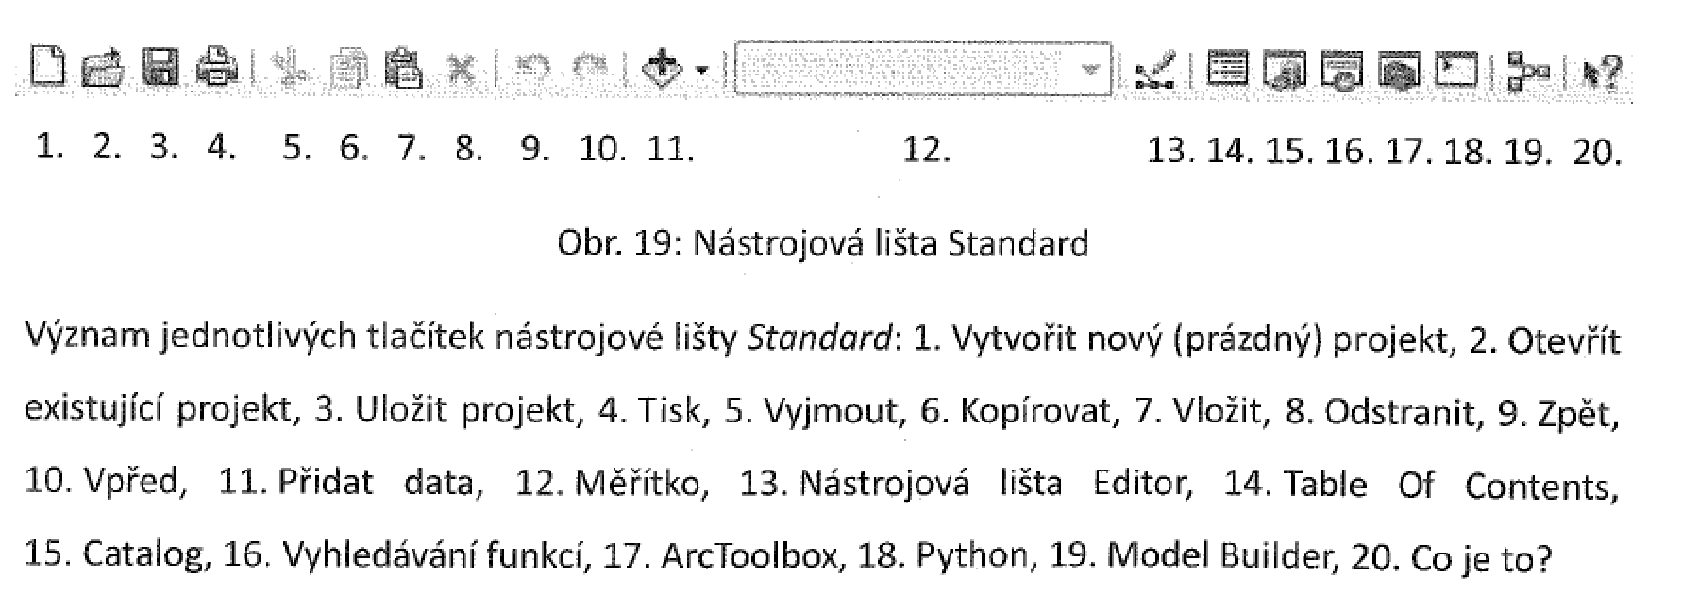 1. 2. 3. 4. 5. 6. 7. 8. 9. 10. 11. 12. 13. 14. 15. 16. 17. 18. 19. 20.
Obr. 19: Nástrojová lišta Standard
Význam jednotlivých tlačítek nástrojové lišty Standard: 1. Vytvořit nový (prázdný) projekt, 2. Otevřít
existující projekt, 3. Uložit projekt, 4. Tisk, 5. Vyjmout, 6. Kopírovat, 7. Vložit, 8. Odstranit, 9. Zpět,
10. Vpřed, 11. Přidat data, 12. Měřítko, 13. Nástrojová lišta Editor, 14. Table Of Contents,
15. Catalog, 16. Vyhledávání funkcí, 17. ArcToolbox, 18. Python, 19. Model Builder, 20. Co je to?